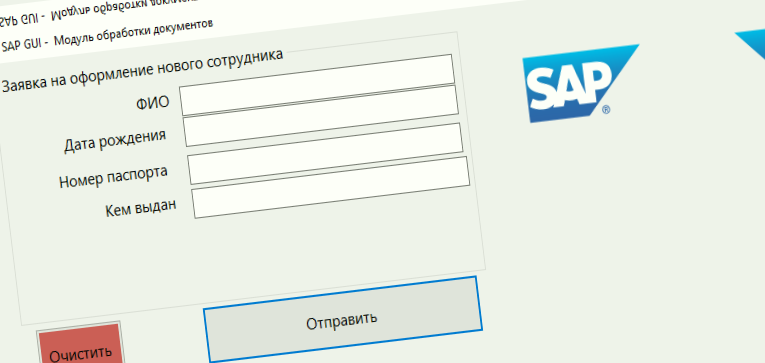 SAP GUI - Модуль обработки документов
SAP GUI - Модуль обработки документов
Заявка на оформление нового сотрудника
ФИО
Дата рождения
Номер паспорта
Кем выдан
Очистить
Отправить
SAP
®